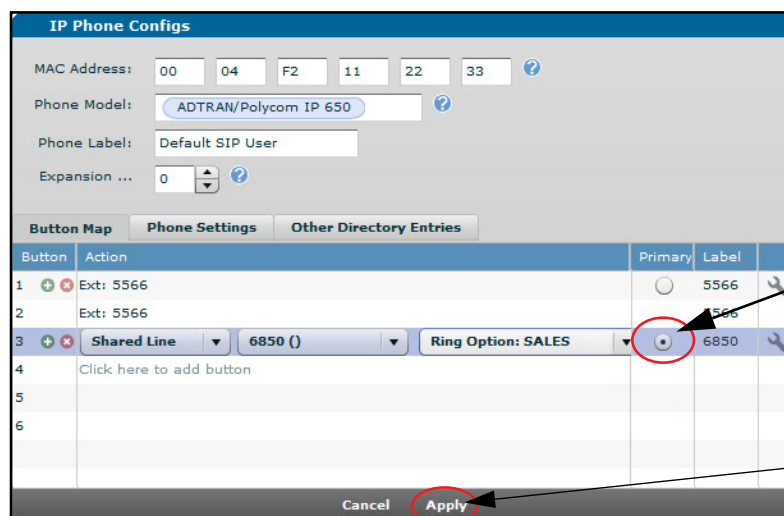 IP Phone Configs
MAC Address: 00 04 F2 11 22 33
Phone Model: ADTRAN/Polycom IP 650
Phone Label: Default SIP User
Expansion ... 0
Button Map Phone Settings Other Directory Entries
Button Action Primary Label
1 Ext: 5566 5566
2 Ext: 5566 5566
3 Shared Line 6850 () Ring Option: SALES 6850
4 Click here to add button
5
6
Cancel Apply